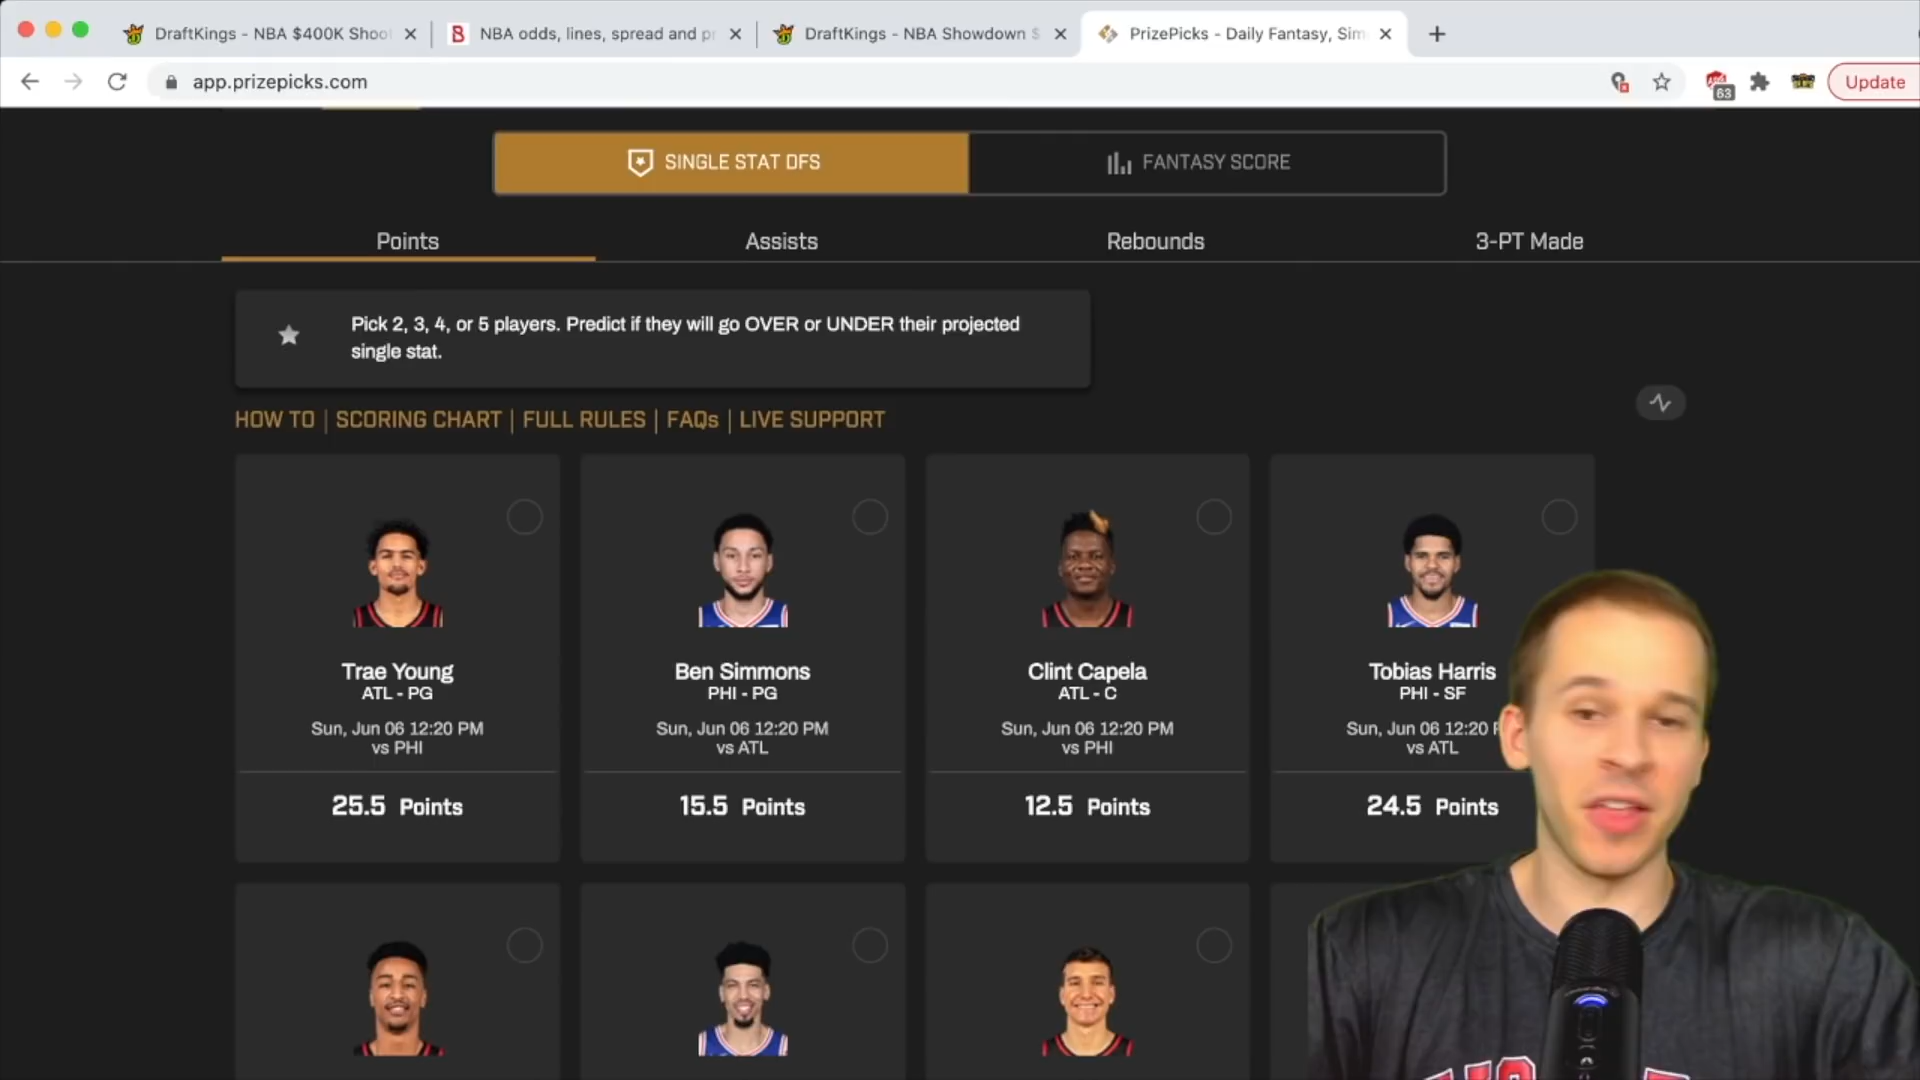 DraftKings - NBA $400K Shoo
NBA odds, lines, spread and pr
DraftKings - NBA Showdown $
PrizePicks - Daily Fantasy, Sim
app.prizepicks.com
63
Update
SINGLE STAT DFS
FANTASY SCORE
Points
Assists
Rebounds
3-PT Made
Pick 2, 3, 4, or 5 players. Predict if they will go OVER or UNDER their projected
single stat.
HOW TO | SCORING CHART | FULL RULES | FAQs | LIVE SUPPORT
Trae Young
ATL - PG
Sun, Jun 06 12:20 PM
vs PHI
25.5 Points
Ben Simmons
PHI - PG
Sun, Jun 06 12:20 PM
vs ATL
15.5 Points
Clint Capela
ATL - C
Sun, Jun 06 12:20 PM
vs PHI
12.5 Points
Tobias Harris
PHI - SF
Sun, Jun 06 12:20 P
vs ATL
24.5 Points